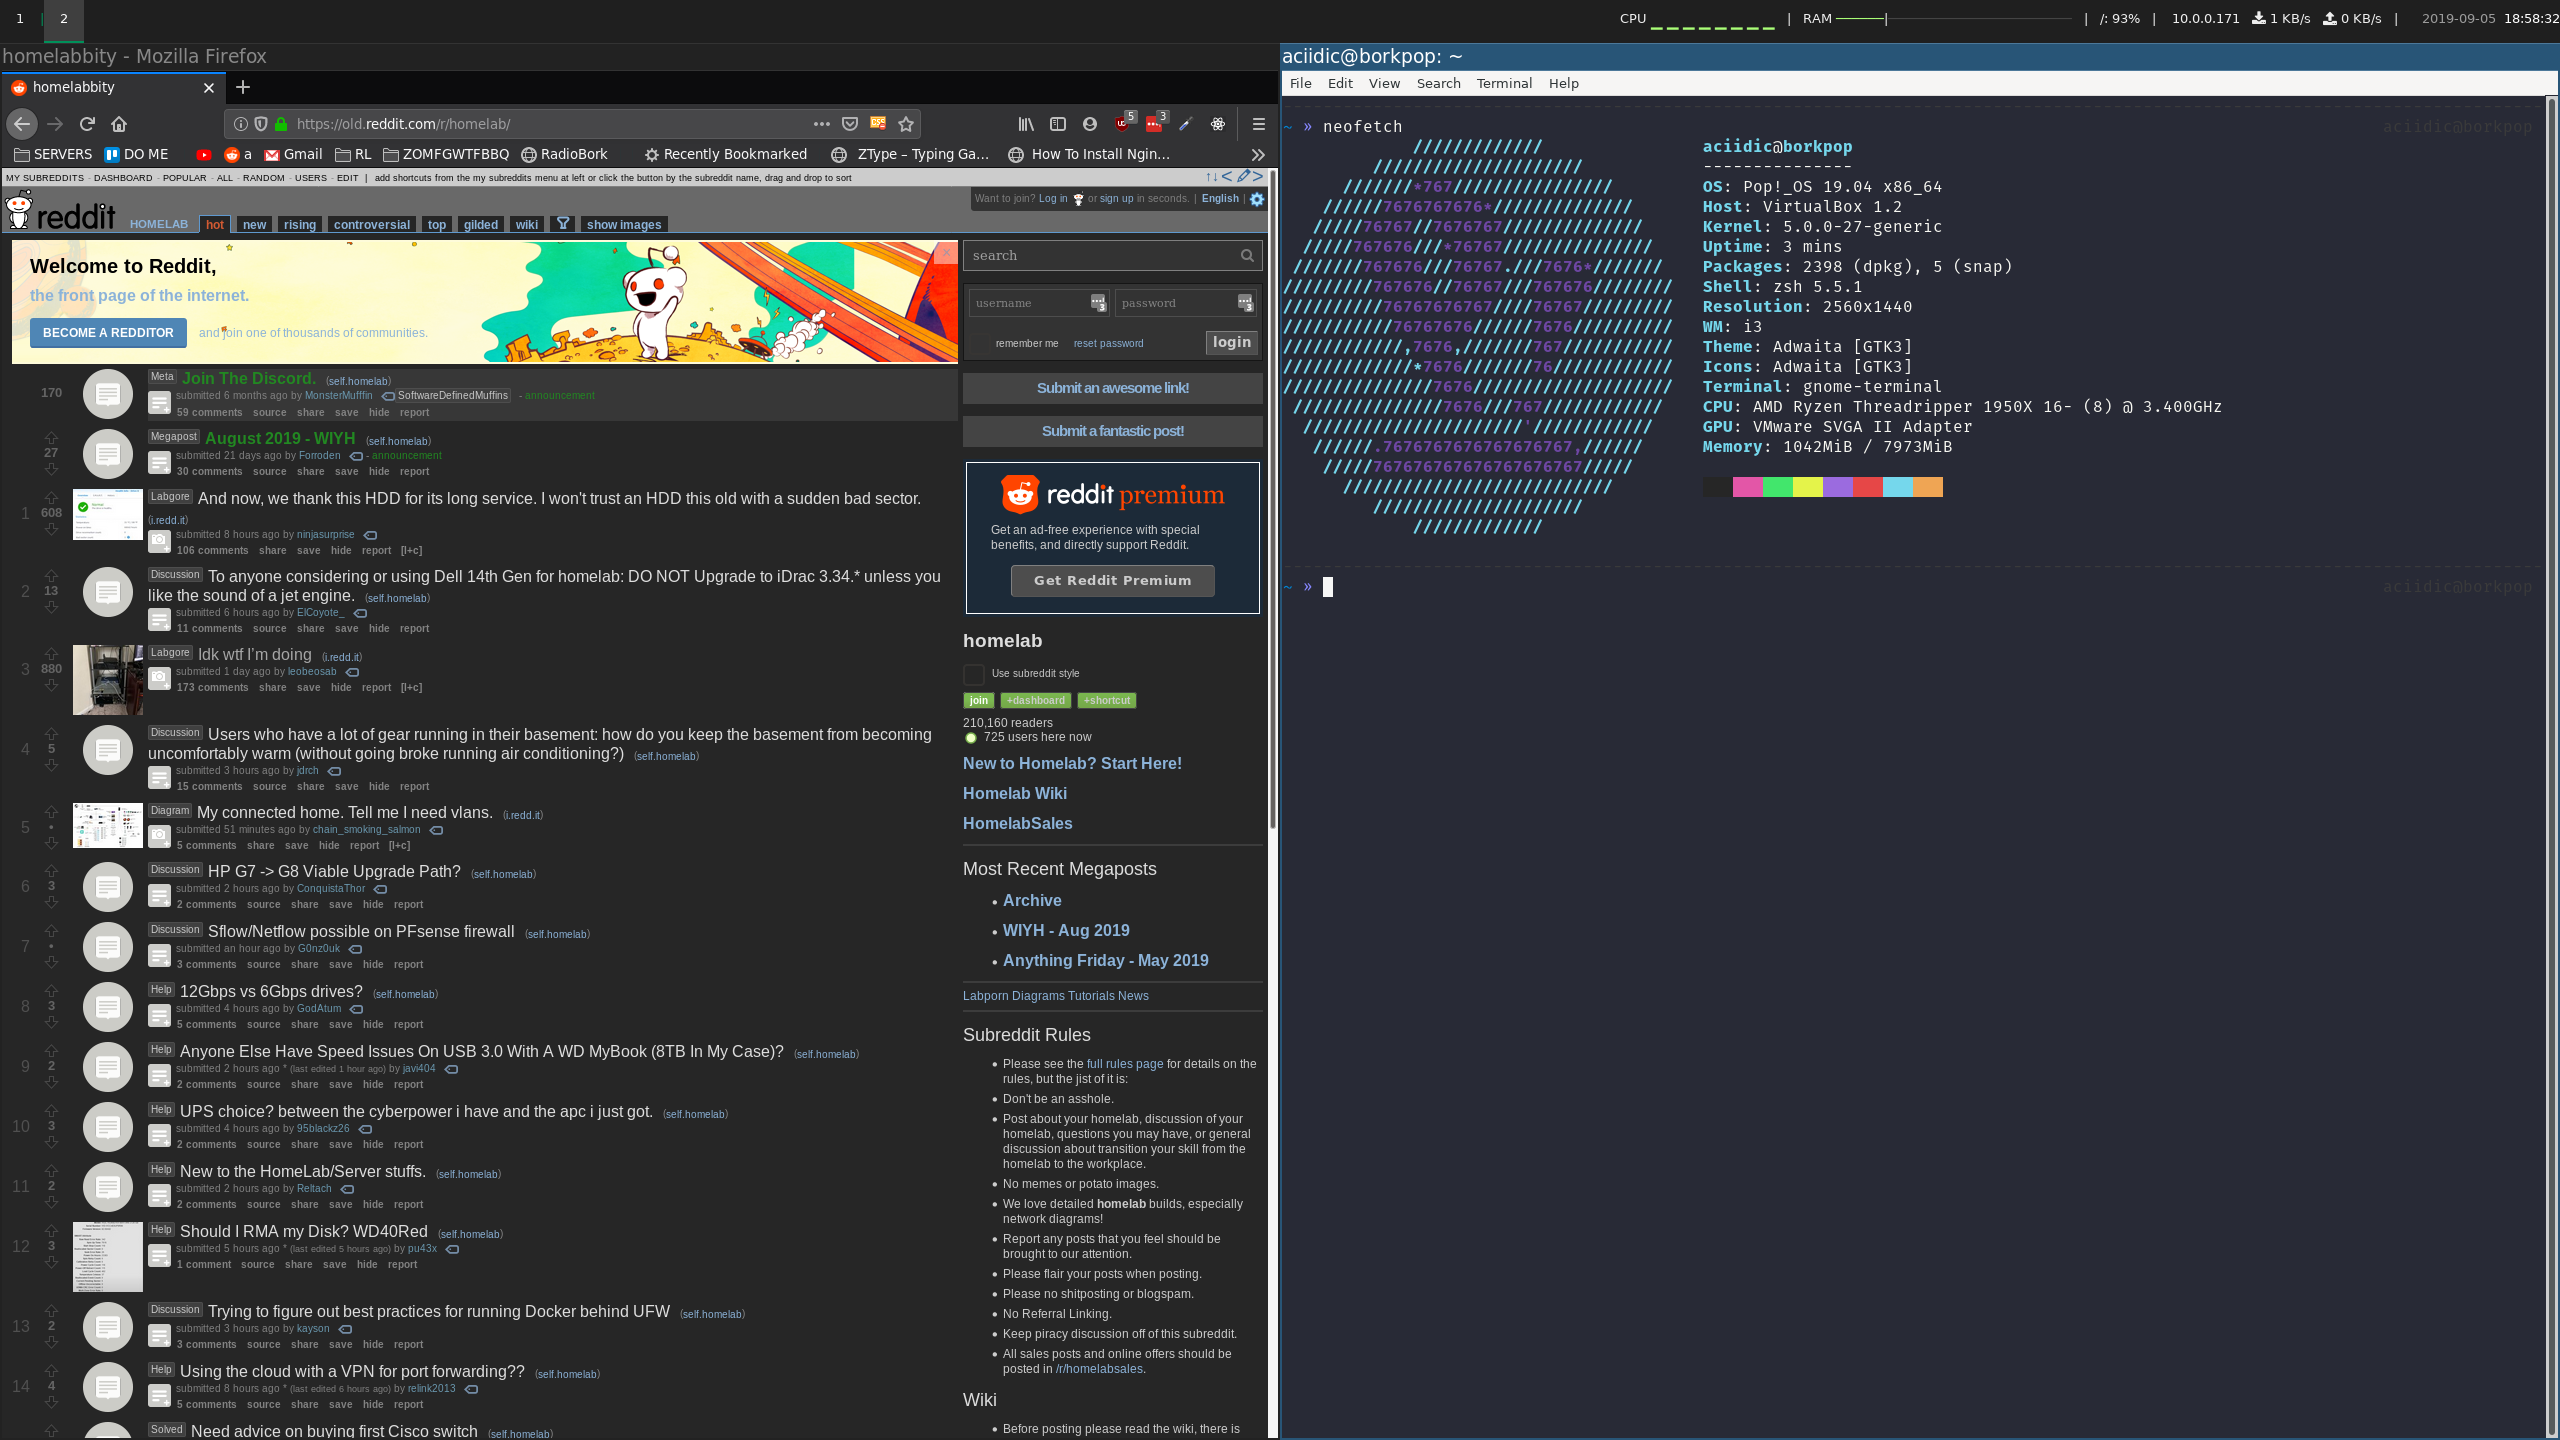 1 | 2
CPU | RAM | /: 93% | 10.0.0.171 1 KB/s 0 KB/s | 2019-09-05 18:58:32
homelabbity - Mozilla Firefox
homelabbity
https://old.reddit.com/r/homelab/
5 3
SERVERS DO ME a Gmail RL ZOMFGWTFBBQ RadioBork Recently Bookmarked ZType – Typing Ga… How To Install Ngin…
MY SUBREDDITS - DASHBOARD - POPULAR - ALL - RANDOM - USERS - EDIT | add shortcuts from the my subreddits menu at left or click the button by the subreddit name, drag and drop to sort
Want to join? Log in or sign up in seconds. | English |
reddit HOMELAB hot new rising controversial top gilded wiki show images
Welcome to Reddit,
the front page of the internet.
BECOME A REDDITOR and join one of thousands of communities.
170
Meta Join The Discord. (self.homelab)
submitted 6 months ago by MonsterMufffin SoftwareDefinedMuffins - announcement
59 comments source share save hide report
27
Megapost August 2019 - WIYH (self.homelab)
submitted 21 days ago by Forroden - announcement
30 comments source share save hide report
1 608
Labgore And now, we thank this HDD for its long service. I won't trust an HDD this old with a sudden bad sector.
(i.redd.it)
submitted 8 hours ago by ninjasurprise
106 comments share save hide report [l+c]
2 13
Discussion To anyone considering or using Dell 14th Gen for homelab: DO NOT Upgrade to iDrac 3.34.* unless you
like the sound of a jet engine. (self.homelab)
submitted 6 hours ago by ElCoyote_
11 comments source share save hide report
3 880
Labgore Idk wtf I'm doing (i.redd.it)
submitted 1 day ago by leobeosab
173 comments share save hide report [l+c]
4 5
Discussion Users who have a lot of gear running in their basement: how do you keep the basement from becoming
uncomfortably warm (without going broke running air conditioning?) (self.homelab)
submitted 3 hours ago by jdrch
15 comments source share save hide report
5 •
Diagram My connected home. Tell me I need vlans. (i.redd.it)
submitted 51 minutes ago by chain_smoking_salmon
5 comments share save hide report [l+c]
6 3
Discussion HP G7 -> G8 Viable Upgrade Path? (self.homelab)
submitted 2 hours ago by ConquistaThor
2 comments source share save hide report
7 •
Discussion Sflow/Netflow possible on PFsense firewall (self.homelab)
submitted an hour ago by G0nz0uk
3 comments source share save hide report
8 3
Help 12Gbps vs 6Gbps drives? (self.homelab)
submitted 4 hours ago by GodAtum
5 comments source share save hide report
9 2
Help Anyone Else Have Speed Issues On USB 3.0 With A WD MyBook (8TB In My Case)? (self.homelab)
submitted 2 hours ago * (last edited 1 hour ago) by javi404
2 comments source share save hide report
10 3
Help UPS choice? between the cyberpower i have and the apc i just got. (self.homelab)
submitted 4 hours ago by 95blackz26
2 comments source share save hide report
11 2
Help New to the HomeLab/Server stuffs. (self.homelab)
submitted 2 hours ago by Reltach
2 comments source share save hide report
12 3
Help Should I RMA my Disk? WD40Red (self.homelab)
submitted 5 hours ago * (last edited 5 hours ago) by pu43x
1 comment source share save hide report
13 2
Discussion Trying to figure out best practices for running Docker behind UFW (self.homelab)
submitted 3 hours ago by kayson
3 comments source share save hide report
14 4
Help Using the cloud with a VPN for port forwarding?? (self.homelab)
submitted 8 hours ago * (last edited 6 hours ago) by relink2013
5 comments source share save hide report
Solved Need advice on buying first Cisco switch (self.homelab)
search
username password
remember me reset password login
Submit an awesome link!
Submit a fantastic post!
reddit premium
Get an ad-free experience with special
benefits, and directly support Reddit.
Get Reddit Premium
homelab
Use subreddit style
join +dashboard +shortcut
210,160 readers
725 users here now
New to Homelab? Start Here!
Homelab Wiki
HomelabSales
Most Recent Megaposts
• Archive
• WIYH - Aug 2019
• Anything Friday - May 2019
Labporn Diagrams Tutorials News
Subreddit Rules
• Please see the full rules page for details on the
rules, but the jist of it is:
• Don't be an asshole.
• Post about your homelab, discussion of your
homelab, questions you may have, or general
discussion about transition your skill from the
homelab to the workplace.
• No memes or potato images.
• We love detailed homelab builds, especially
network diagrams!
• Report any posts that you feel should be
brought to our attention.
• Please flair your posts when posting.
• Please no shitposting or blogspam.
• No Referral Linking.
• Keep piracy discussion off of this subreddit.
• All sales posts and online offers should be
posted in /r/homelabsales.
Wiki
• Before posting please read the wiki, there is
aciidic@borkpop: ~
File Edit View Search Terminal Help
~ » neofetch aciidic@borkpop
aciidic@borkpop
---------------
OS: Pop!_OS 19.04 x86_64
Host: VirtualBox 1.2
Kernel: 5.0.0-27-generic
Uptime: 3 mins
Packages: 2398 (dpkg), 5 (snap)
Shell: zsh 5.5.1
Resolution: 2560x1440
WM: i3
Theme: Adwaita [GTK3]
Icons: Adwaita [GTK3]
Terminal: gnome-terminal
CPU: AMD Ryzen Threadripper 1950X 16- (8) @ 3.400GHz
GPU: VMware SVGA II Adapter
Memory: 1042MiB / 7973MiB
~ » aciidic@borkpop